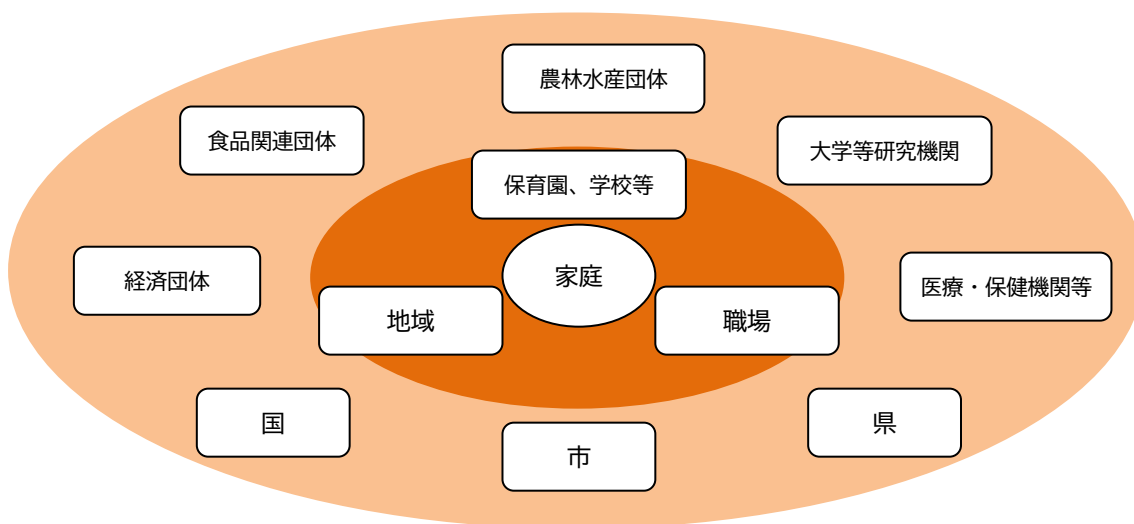 農林水産団体
食品関連団体
大学等研究機関
保育園、学校等
経済団体
家庭
医療・保健機関等
地域
職場
国
市
県